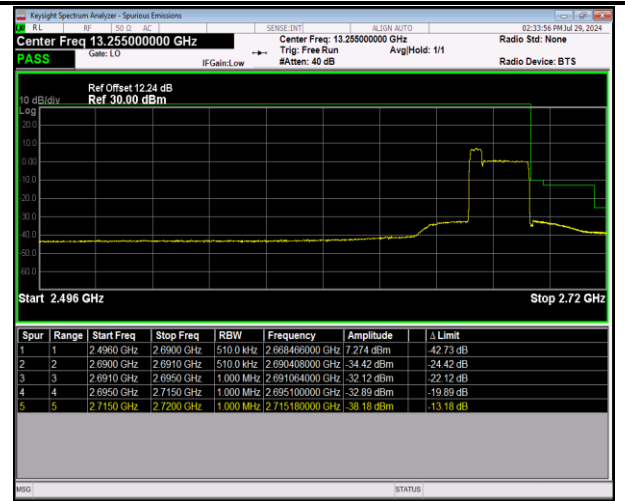 Keysight Spectrum Analyzer - Spurious Emissions
RL RF 50 Ω AC SENSE:INT ALIGN AUTO 02:33:56 PM Jul 29, 2024
Center Freq 13.255000000 GHz Center Freq: 13.255000000 GHz Radio Std: None
PASS Gate: LO IFGain:Low Trig: Free Run Avg|Hold: 1/1
#Atten: 40 dB Radio Device: BTS
Ref Offset 12.24 dB
10 dB/div Ref 30.00 dBm
Log
20.0
10.0
0.00
-10.0
-20.0
-30.0
-40.0
-50.0
-60.0
Start 2.496 GHz Stop 2.72 GHz
Spur Range Start Freq Stop Freq RBW Frequency Amplitude Δ Limit
1 1 2.4960 GHz 2.6900 GHz 510.0 kHz 2.668466000 GHz 7.274 dBm -42.73 dB
2 2 2.6900 GHz 2.6910 GHz 510.0 kHz 2.690408000 GHz -34.42 dBm -24.42 dB
3 3 2.6910 GHz 2.6950 GHz 1.000 MHz 2.691064000 GHz -32.12 dBm -22.12 dB
4 4 2.6950 GHz 2.7150 GHz 1.000 MHz 2.695100000 GHz -32.89 dBm -19.89 dB
5 5 2.7150 GHz 2.7200 GHz 1.000 MHz 2.715180000 GHz -38.18 dBm -13.18 dB
MSG STATUS